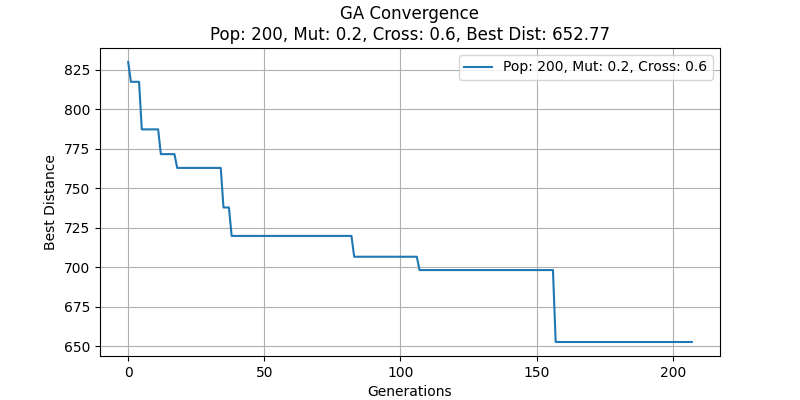 GA Convergence
Pop: 200, Mut: 0.2, Cross: 0.6, Best Dist: 652.77
Pop: 200, Mut: 0.2, Cross: 0.6
825
800
775
750
725
700
675
650
Best Distance
0 50 100 150 200
Generations